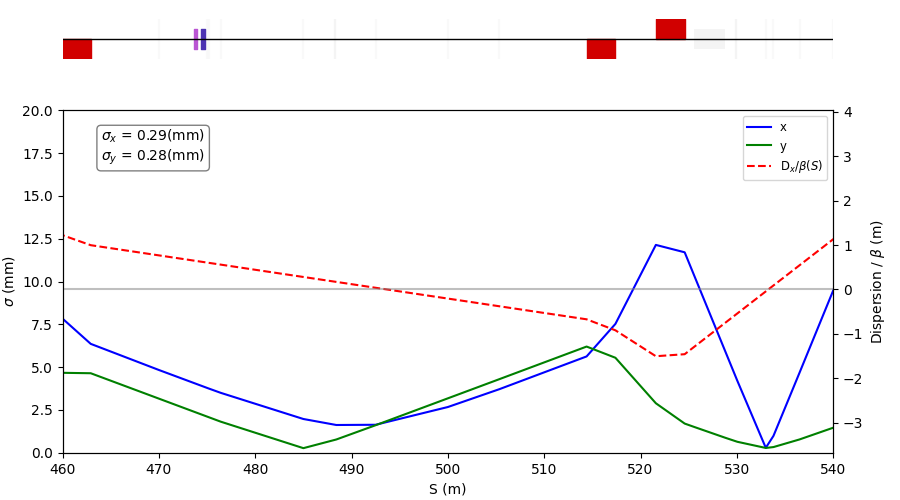 20.0
17.5
15.0
12.5
10.0
7.5
5.0
2.5
0.0
σ (mm)
σx = 0.29(mm)
σy = 0.28(mm)
x
y
Dx/β(S)
4
3
2
1
0
−1
−2
−3
Dispersion / β (m)
460 470 480 490 500 510 520 530 540
S (m)